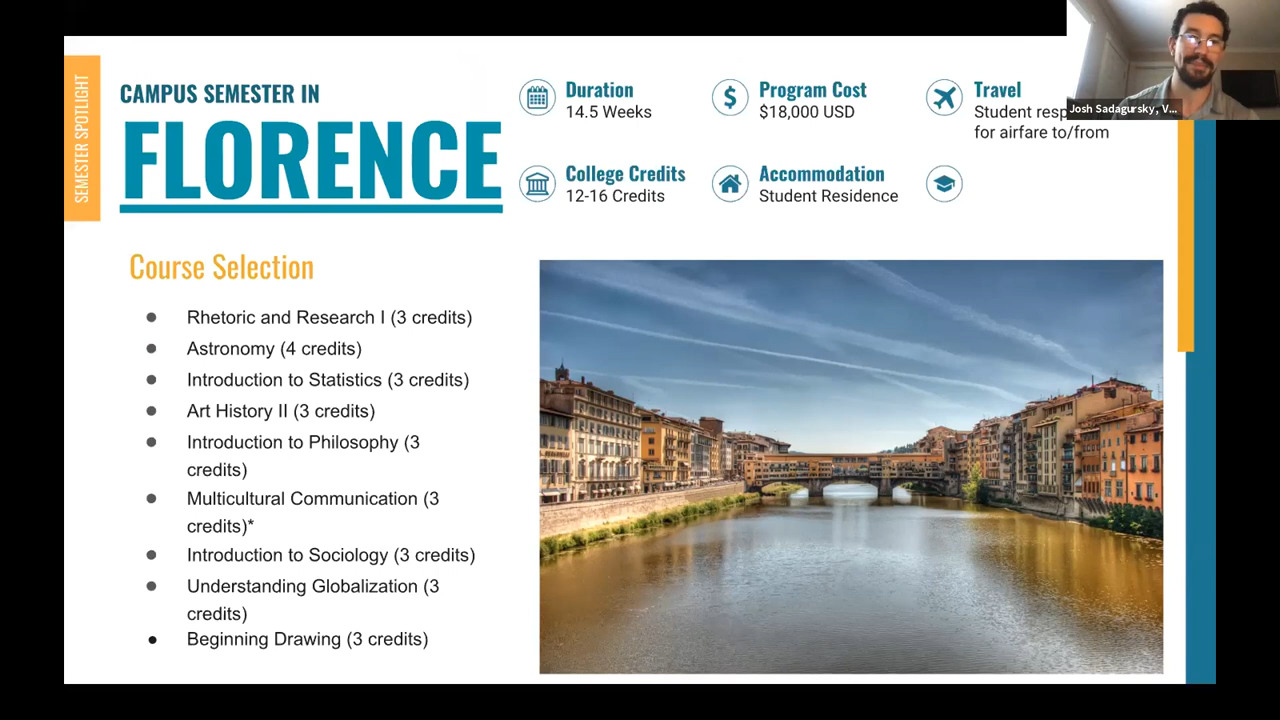 SEMESTER SPOTLIGHT
CAMPUS SEMESTER IN
FLORENCE
Duration
14.5 Weeks
Program Cost
$18,000 USD
Travel
Student
for airfare to/from
College Credits
12-16 Credits
Accommodation
Student Residence
Josh Sadagursky, V...
Course Selection
● Rhetoric and Research I (3 credits)
● Astronomy (4 credits)
● Introduction to Statistics (3 credits)
● Art History II (3 credits)
● Introduction to Philosophy (3
credits)
● Multicultural Communication (3
credits)*
● Introduction to Sociology (3 credits)
● Understanding Globalization (3
credits)
● Beginning Drawing (3 credits)